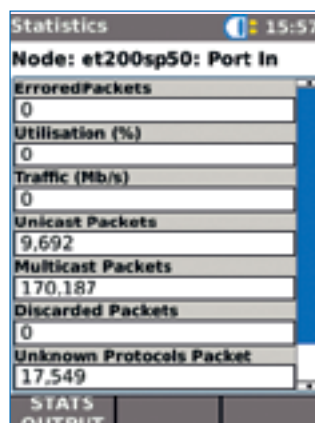 Statistics 15:57
Node: et200sp50: Port In
ErroredPackets
0
Utilisation (%)
0
Traffic (Mb/s)
0
Unicast Packets
9,692
Multicast Packets
170,187
Discarded Packets
0
Unknown Protocols Packet
17,549
STATS
OUTPUT